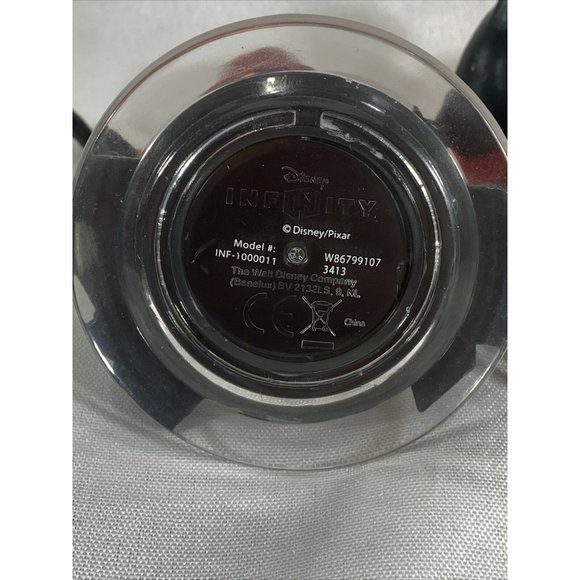 Disney
INFINITY
© Disney/Pixar
Model #: W86799107
INF-1000011 3413
The Walt Disney Company
(Benelux) BV 2132LS, 9, NL
CE
China